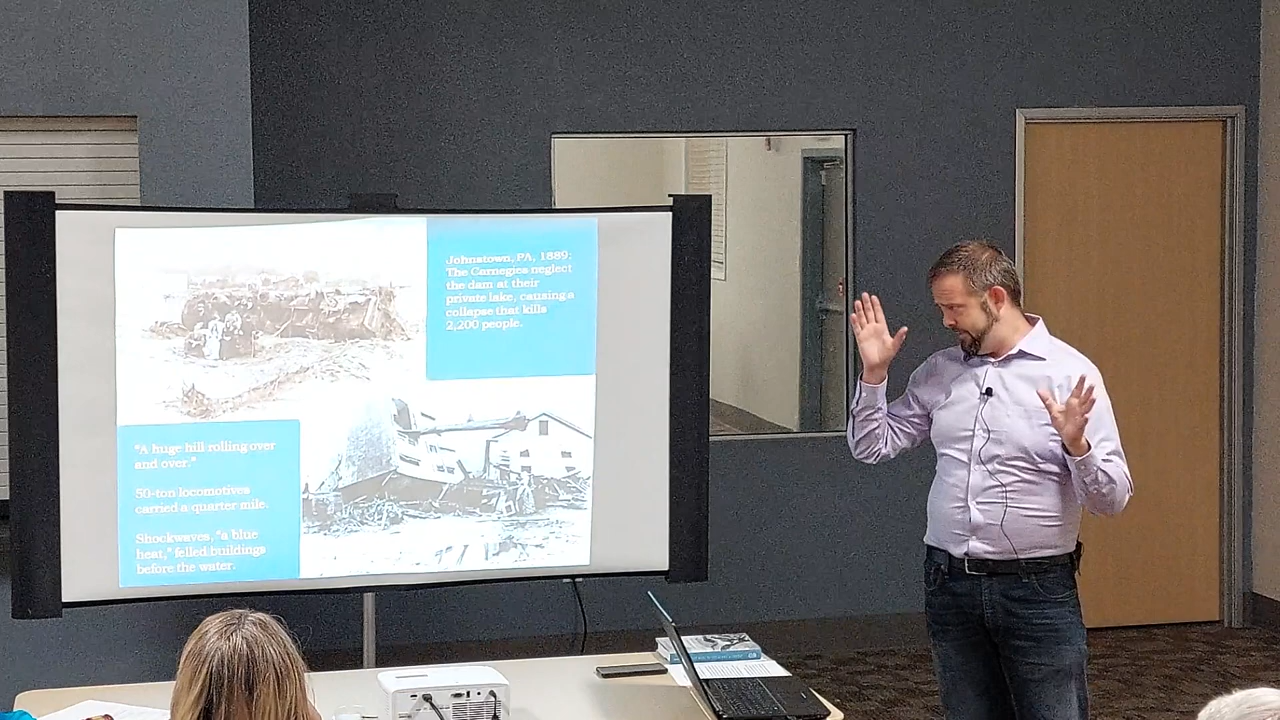 Johnstown, PA, 1889:
The Carnegies neglect
the dam at their
private lake, causing a
collapse that kills
2,200 people.
"A huge hill rolling over
and over."
50-ton locomotives
carried a quarter mile.
Shockwaves, "a blue
heat," felled buildings
before the water.